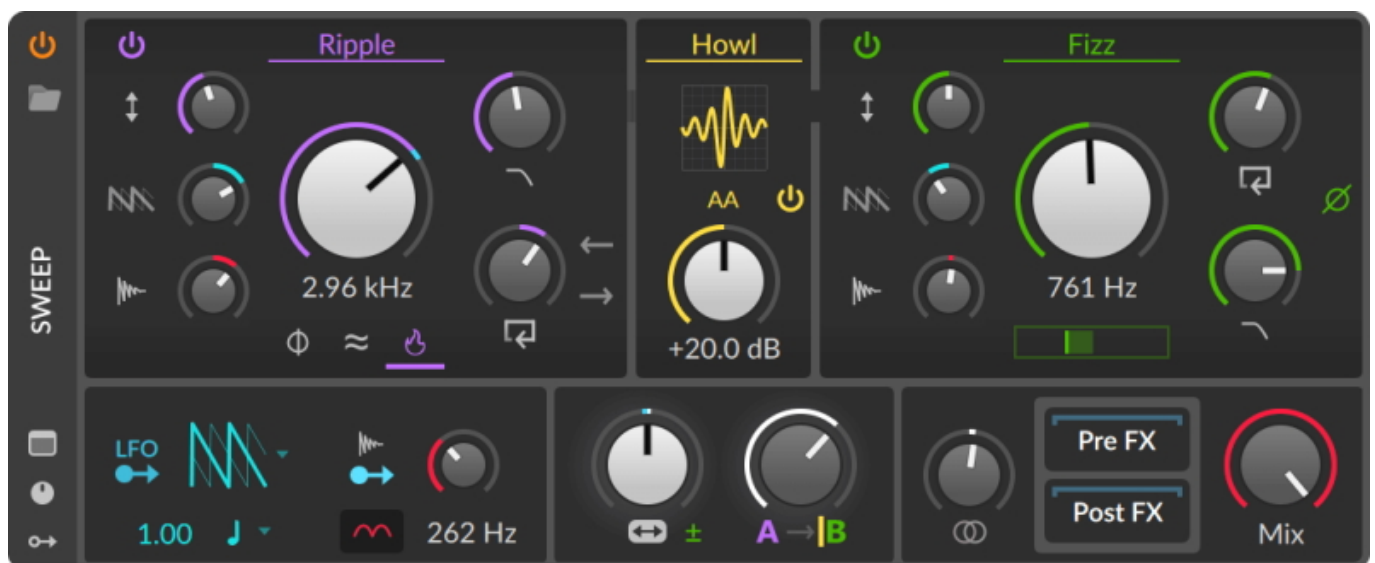 SWEEP
Ripple
2.96 kHz
Howl
AA
+20.0 dB
Fizz
761 Hz
LFO
1.00
262 Hz
±
A → B
Pre FX
Post FX
Mix